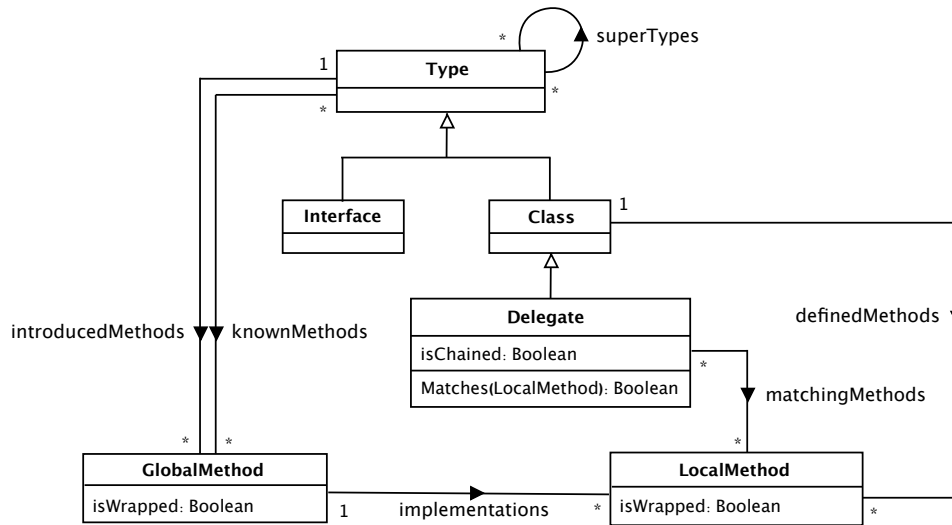 *
superTypes
1
Type
*
*
Interface
Class
1
Delegate
introducedMethods
knownMethods
definedMethods
isChained: Boolean
*
Matches(LocalMethod): Boolean
matchingMethods
*
*
*
GlobalMethod
LocalMethod
isWrapped: Boolean
1
implementations
*
isWrapped: Boolean
*